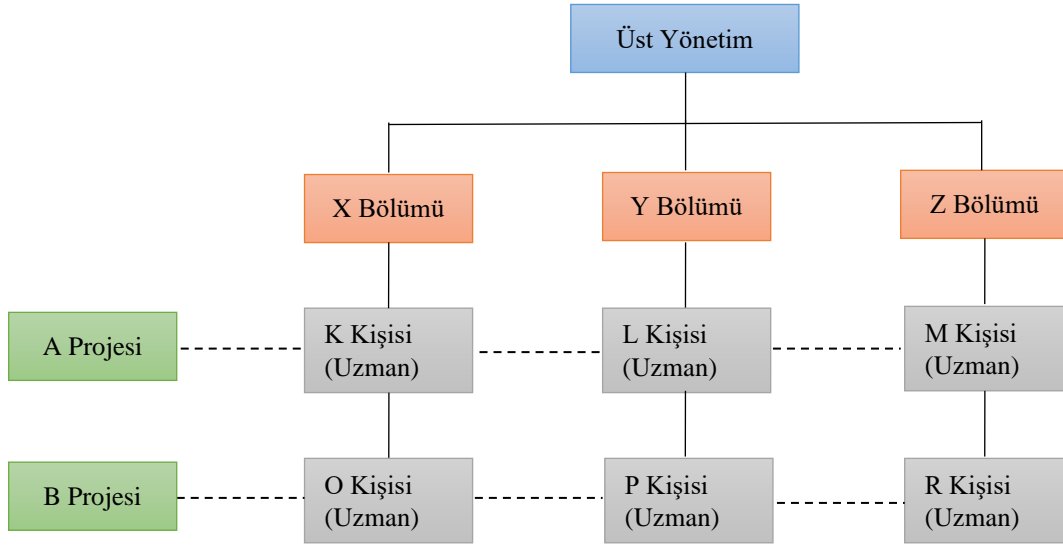 Üst Yönetim
X Bölümü
Y Bölümü
Z Bölümü
A Projesi
K Kişisi
(Uzman)
L Kişisi
(Uzman)
M Kişisi
(Uzman)
B Projesi
O Kişisi
(Uzman)
P Kişisi
(Uzman)
R Kişisi
(Uzman)